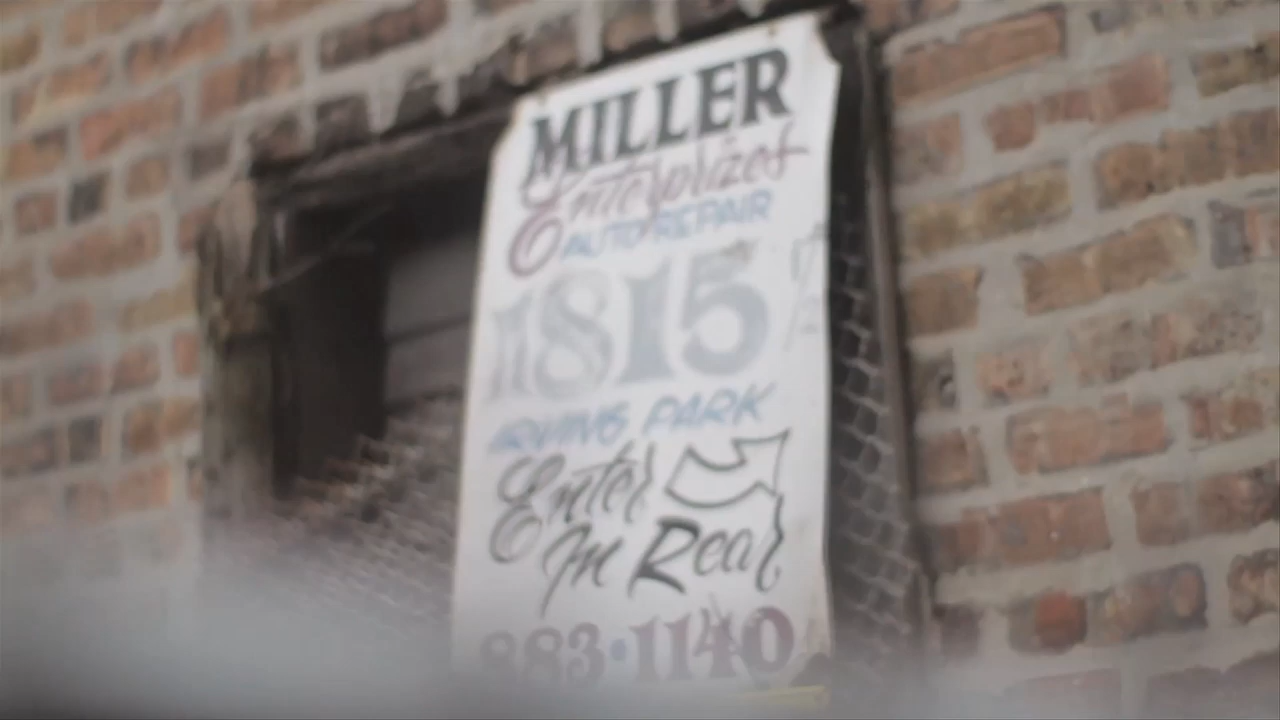 MILLER
Enterprizes
AUTO REPAIR
1815
IRVING PARK
Enter
In Rear
883·1140